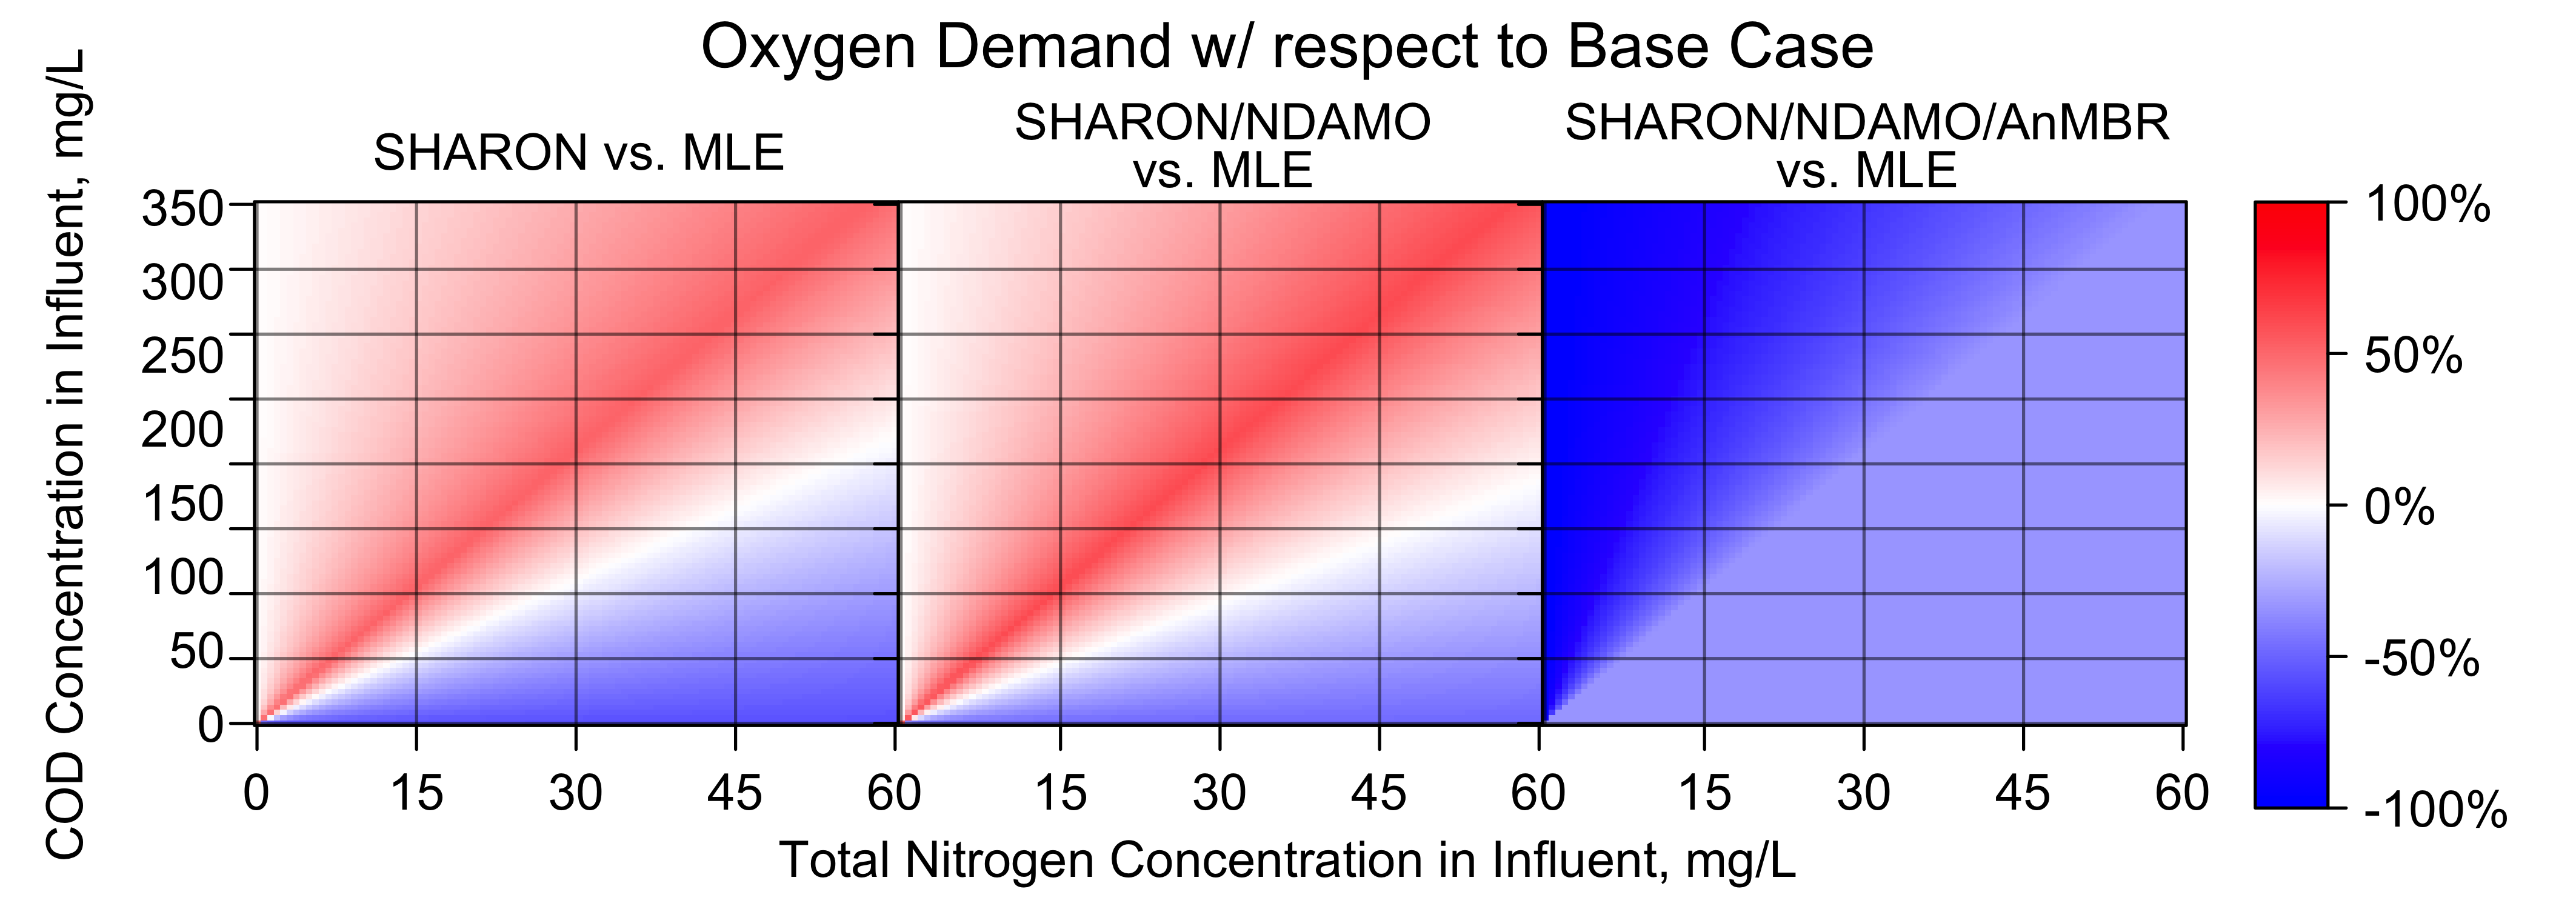 Oxygen Demand w/ respect to Base Case
SHARON vs. MLE
SHARON/NDAMO
vs. MLE
SHARON/NDAMO/AnMBR
vs. MLE
COD Concentration in Influent, mg/L
350
300
250
200
150
100
50
0
0 15 30 45 60 15 30 45 60 15 30 45 60
Total Nitrogen Concentration in Influent, mg/L
100%
50%
0%
-50%
-100%